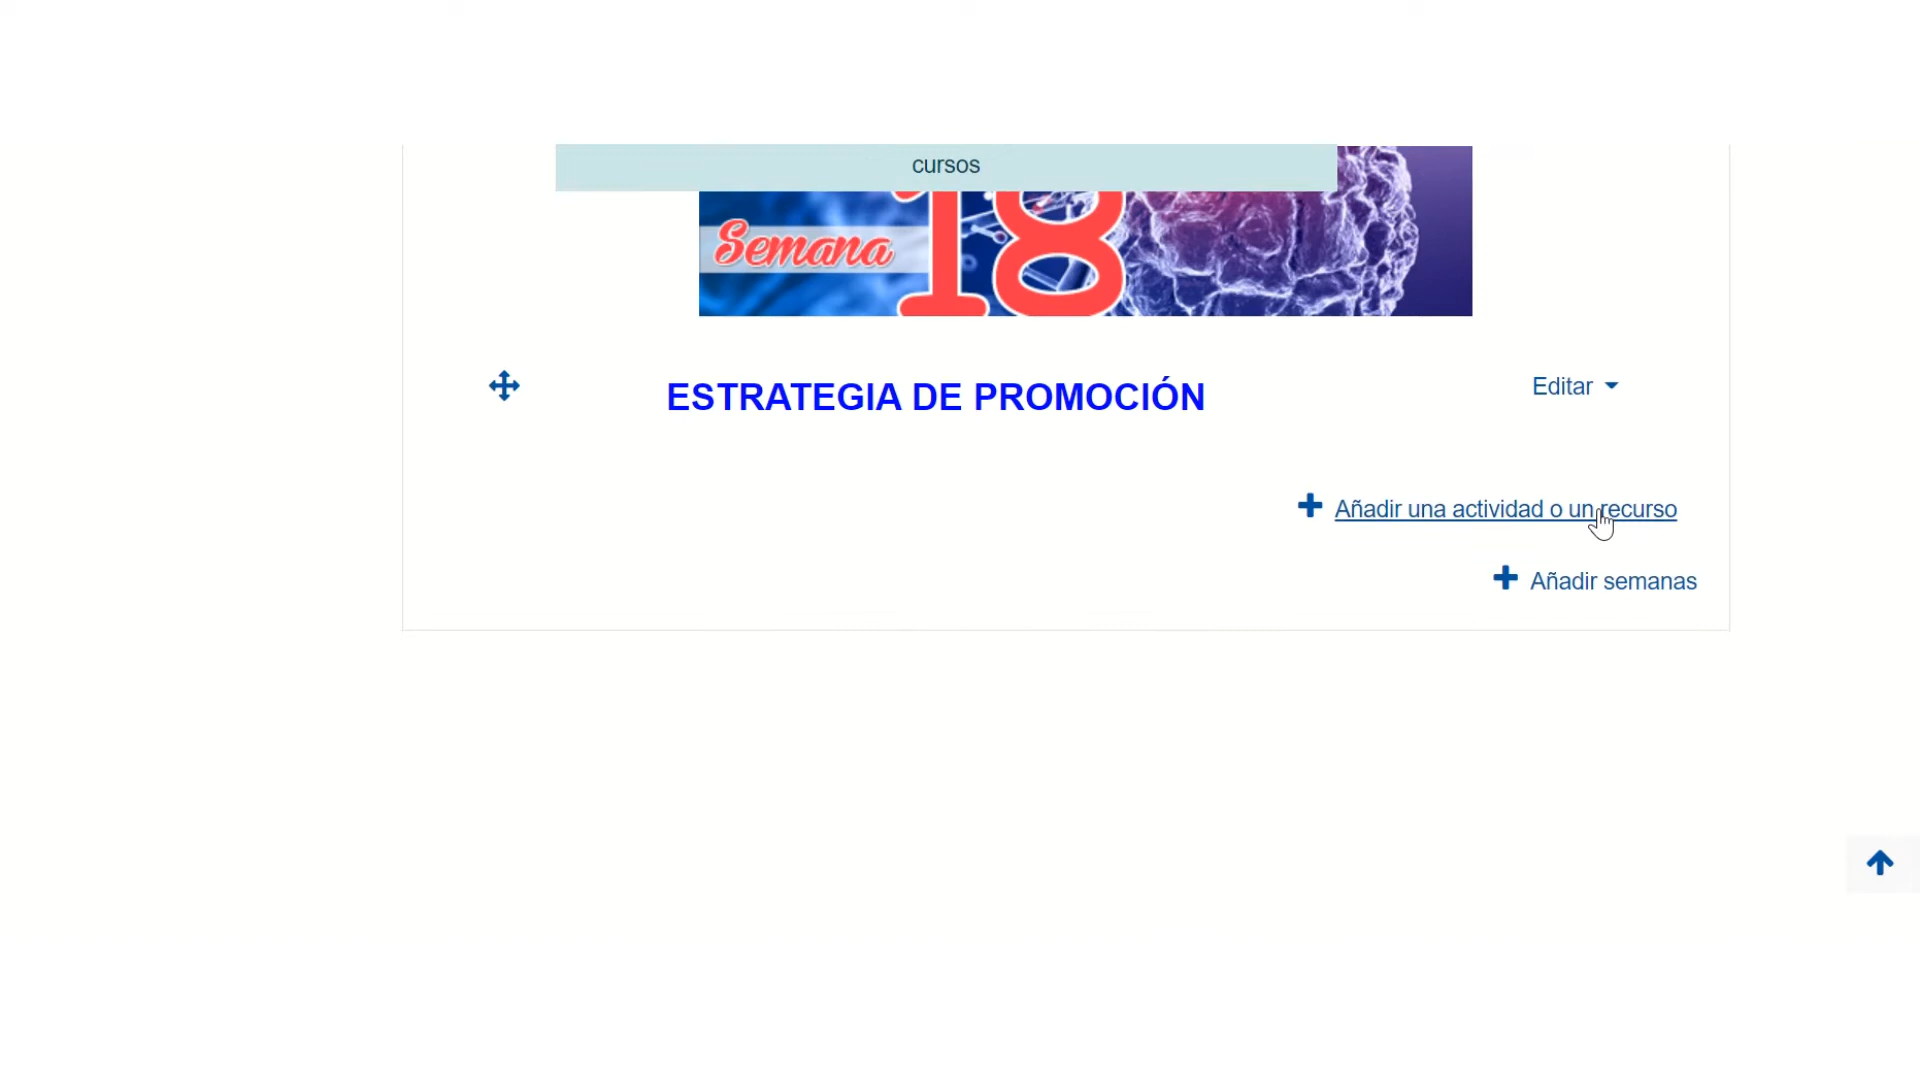 cursos
Semana 18
ESTRATEGIA DE PROMOCIÓN
Editar
Añadir una actividad o un recurso
Añadir semanas